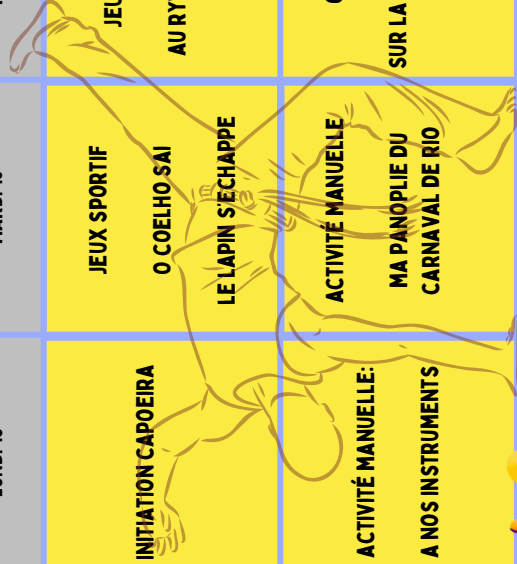 INITIATION CAPOEIRA
JEUX SPORTIF
O COELHO SAI
LE LAPIN S'ECHAPPE
JEU
AU RY
ACTIVITÉ MANUELLE:
A NOS INSTRUMENTS
ACTIVITÉ MANUELLE
MA PANOPLIE DU
CARNAVAL DE RIO
SUR LA